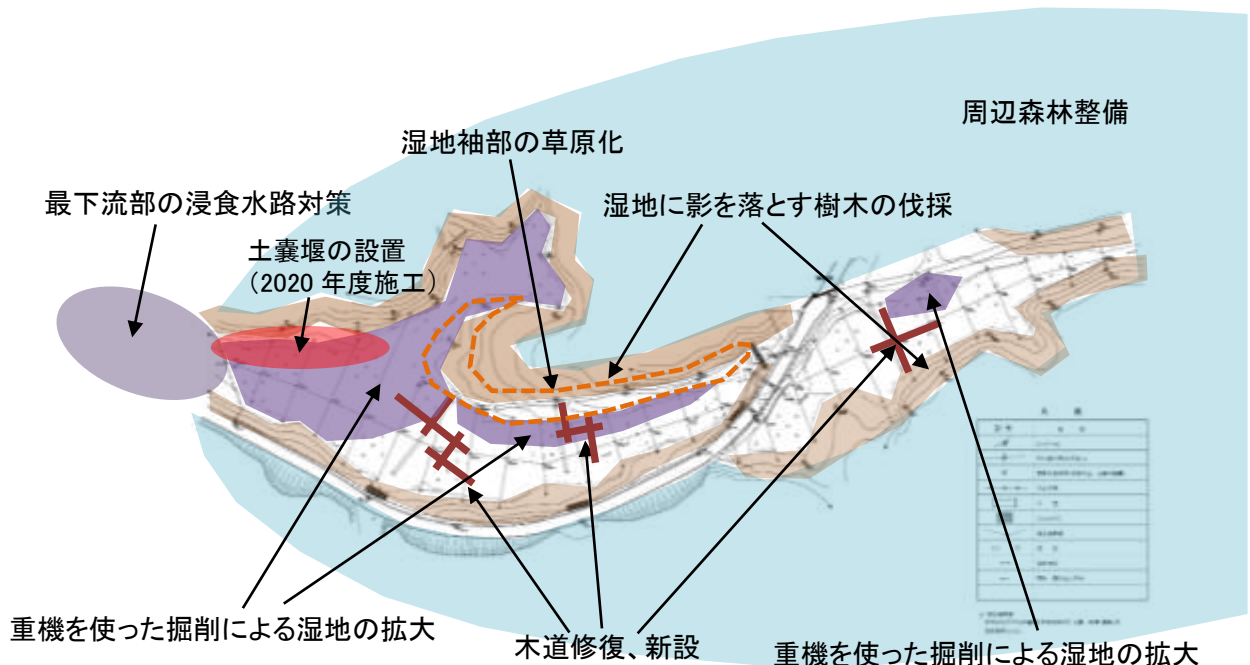 周辺森林整備
湿地袖部の草原化
最下流部の浸食水路対策
湿地に影を落とす樹木の伐採
土嚢堰の設置
（2020 年度施工）
重機を使った掘削による湿地の拡大
木道修復、新設
重機を使った掘削による湿地の拡大